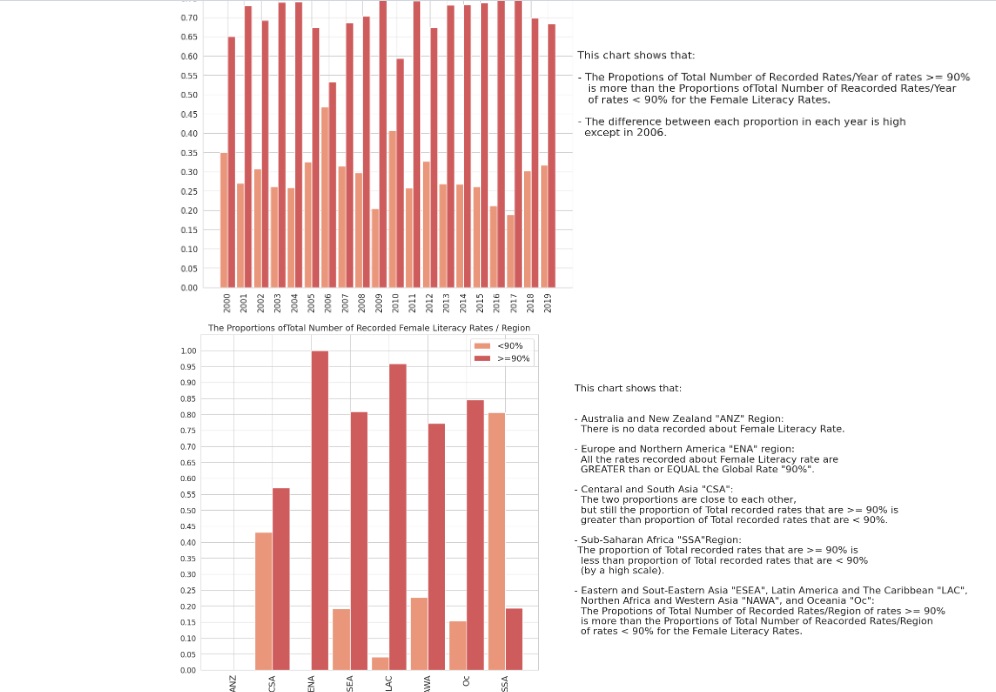 0.70
0.65
0.60
0.55
0.50
0.45
0.40
0.35
0.30
0.25
0.20
0.15
0.10
0.05
0.00
2000 2001 2002 2003 2004 2005 2006 2007 2008 2009 2010 2011 2012 2013 2014 2015 2016 2017 2018 2019
This chart shows that:
- The Propotions of Total Number of Recorded Rates/Year of rates >= 90%
is more than the Proportions ofTotal Number of Reacorded Rates/Year
of rates < 90% for the Female Literacy Rates.
- The difference between each proportion in each year is high
except in 2006.
The Proportions ofTotal Number of Recorded Female Literacy Rates / Region
<90%
>=90%
1.00
0.95
0.90
0.85
0.80
0.75
0.70
0.65
0.60
0.55
0.50
0.45
0.40
0.35
0.30
0.25
0.20
0.15
0.10
0.05
0.00
ANZ CSA ENA SEA LAC AWA Oc SSA
This chart shows that:
- Australia and New Zealand "ANZ" Region:
There is no data recorded about Female Literacy Rate.
- Europe and Northern America "ENA" region:
All the rates recorded about Female Literacy rate are
GREATER than or EQUAL the Global Rate "90%".
- Centaral and South Asia "CSA":
The two proportions are close to each other,
but still the proportion of Total recorded rates that are >= 90% is
greater than proportion of Total recorded rates that are < 90%.
- Sub-Saharan Africa "SSA"Region:
The proportion of Total recorded rates that are >= 90% is
less than proportion of Total recorded rates that are < 90%
(by a high scale).
- Eastern and Sout-Eastern Asia "ESEA", Latin America and The Caribbean "LAC",
Northen Africa and Western Asia "NAWA", and Oceania "Oc":
The Propotions of Total Number of Recorded Rates/Region of rates >= 90%
is more than the Proportions of Total Number of Reacorded Rates/Region
of rates < 90% for the Female Literacy Rates.